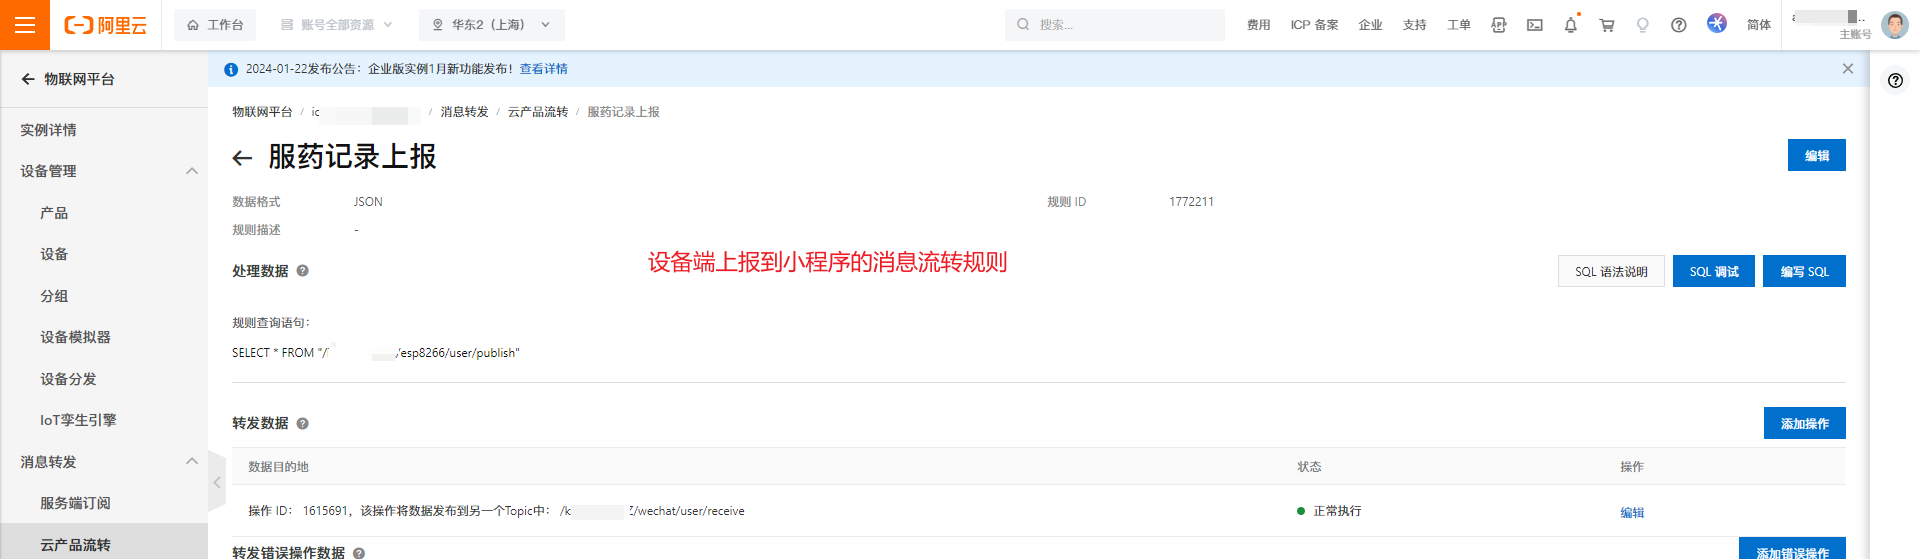 阿里云 工作台 账号全部资源 华东2（上海） 搜索... 费用 ICP 备案 企业 支持 工单 简体
主账号
物联网平台
2024-01-22发布公告：企业版实例1月新功能发布！查看详情
物联网平台 / ic / 消息转发 / 云产品流转 / 服药记录上报
实例详情
服药记录上报 编辑
设备管理
数据格式 JSON 规则 ID 1772211
产品
规则描述 -
设备
设备端上报到小程序的消息流转规则
处理数据 SQL 语法说明 SQL 调试 编写 SQL
分组
规则查询语句：
设备模拟器
SELECT * FROM "/ /esp8266/user/publish"
设备分发
IoT孪生引擎
转发数据 添加操作
消息转发
数据目的地 状态 操作
服务端订阅
操作 ID： 1615691，该操作将数据发布到另一个Topic中： /k /wechat/user/receive 正常执行 编辑
云产品流转
转发错误操作数据 添加错误操作